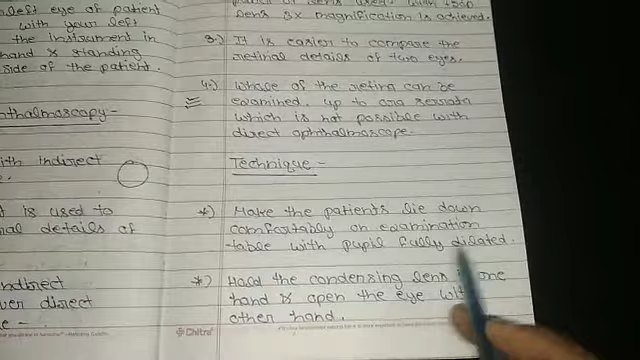 left eye of patient
with your left
the instrument in
hand & standing
side of the patient.
thalmoscopy-
ith indirect
t is used to
nal details of
ndirect
ver direct
e -
lens 3x magnification is achieved.
3.) It is easier to compare the
retinal details of two eyes.
4.) whole of the retina can be
examined. up to ora serrata
which is not possible with
direct ophthalmoscope.
Technique -
*) Make the patients lie down
comfortably on examination
table with pupil fully dilated.
*) Hold the condensing lens one
hand & open the eye wit
other hand.
Chitra